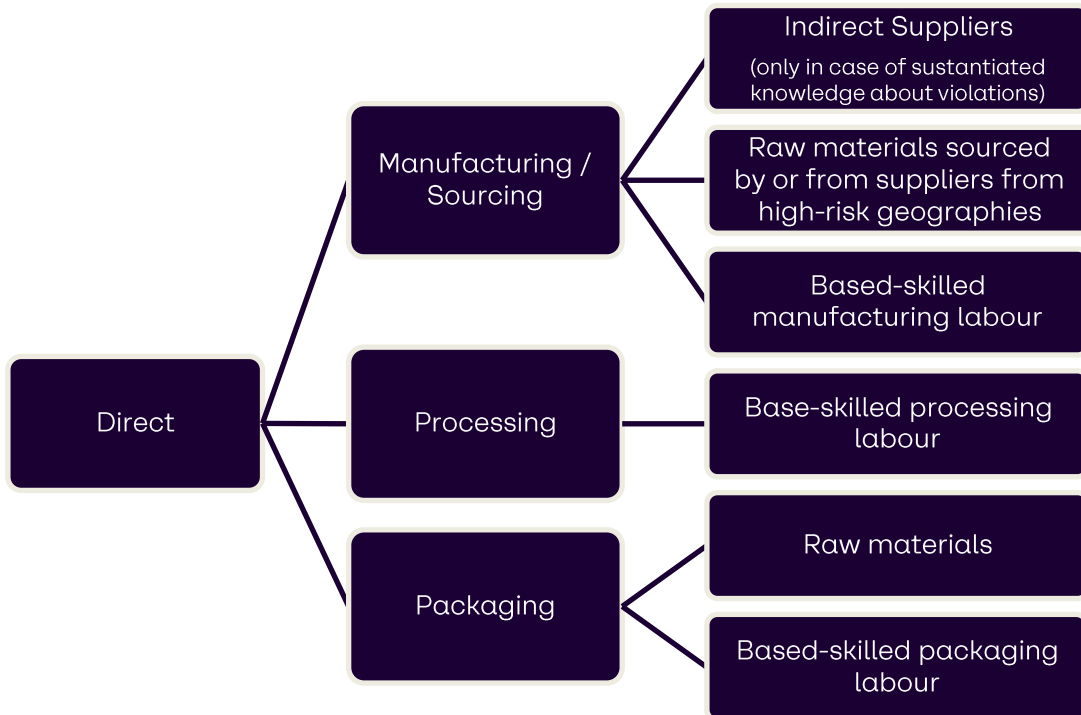 Direct
Manufacturing /
Sourcing
Indirect Suppliers
(only in case of sustantiated
knowledge about violations)
Raw materials sourced
by or from suppliers from
high-risk geographies
Based-skilled
manufacturing labour
Processing
Base-skilled processing
labour
Packaging
Raw materials
Based-skilled packaging
labour